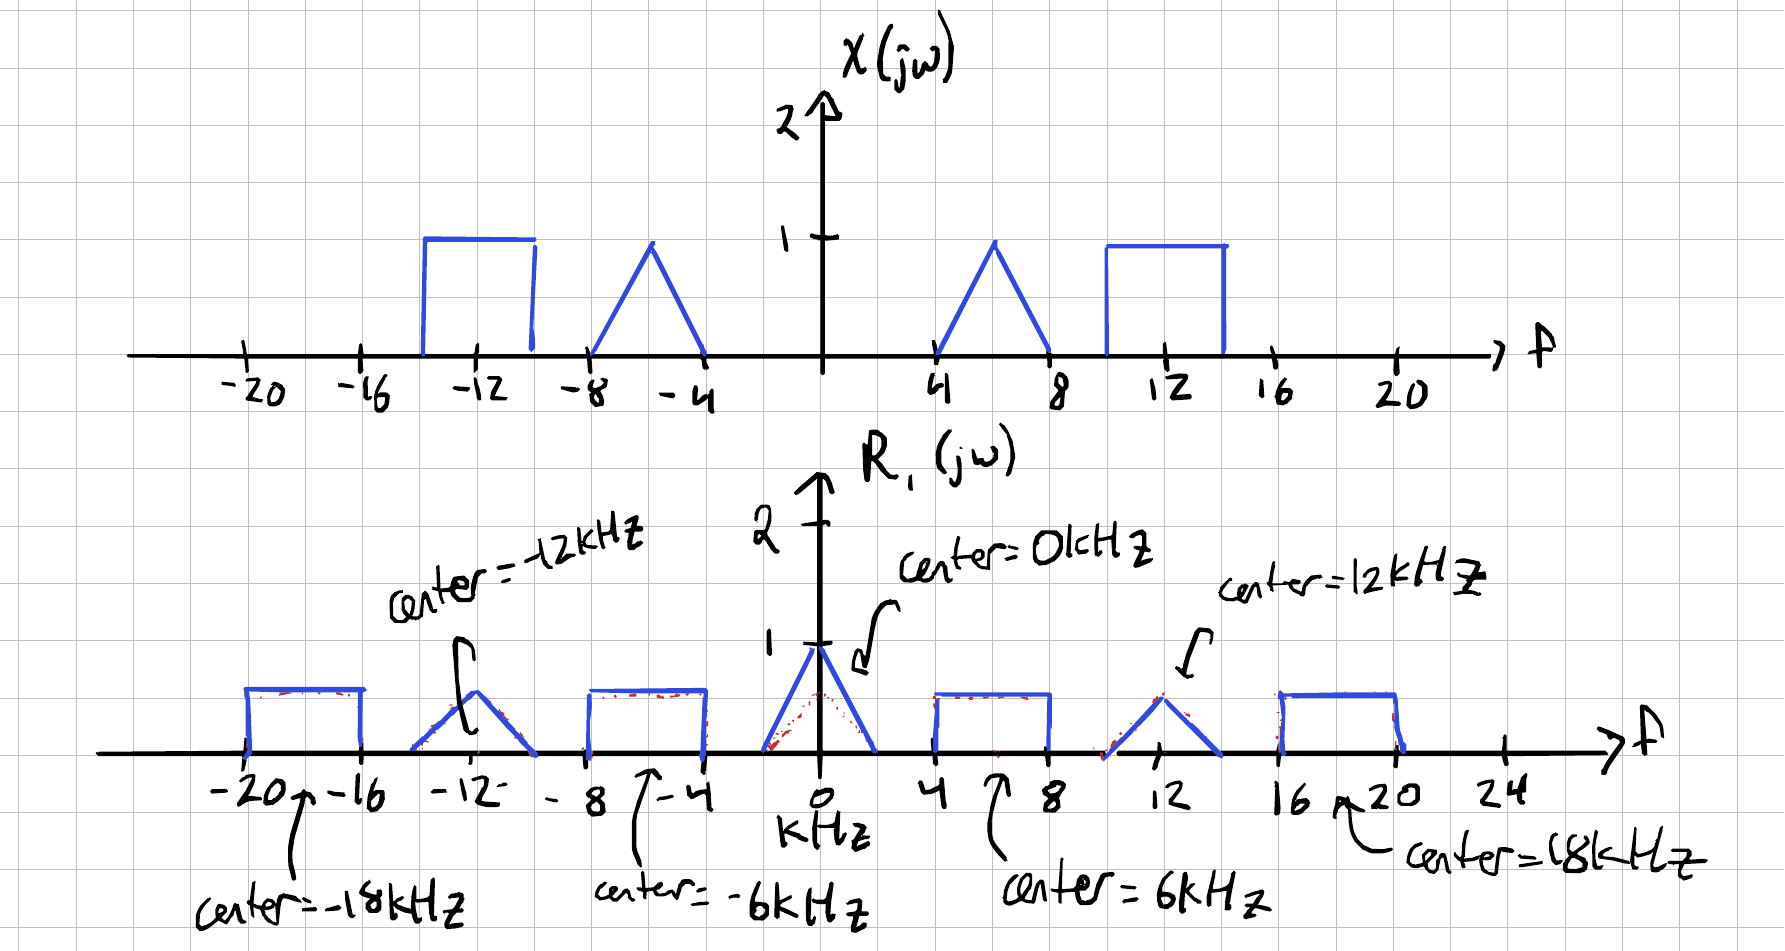 X(jw)
2
1
f
-20 -16 -12 -8 -4 4 8 12 16 20
R₁(jw)
2
center=-12kHz
center=0kHz
center=12kHz
1
f
-20 -16 -12 -8 -4 0 4 8 12 16 20 24
kHz
center=-18kHz
center=-6kHz
center=6kHz
center=18kHz